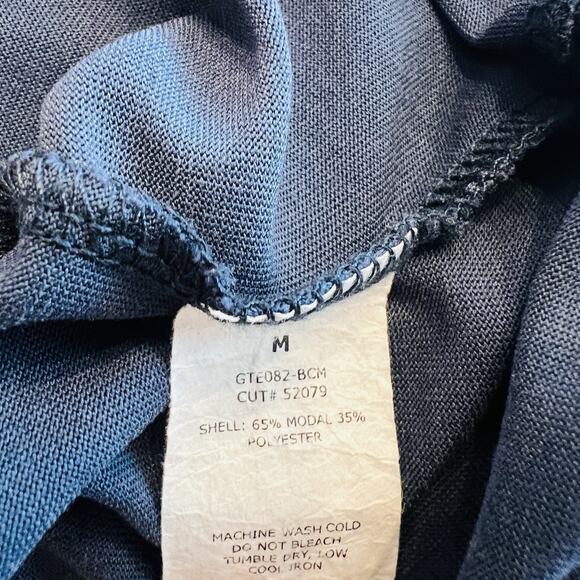 M
GTE082-BCM
CUT# 52079
SHELL: 65% MODAL 35%
POLYESTER
MACHINE WASH COLD
DO NOT BLEACH
TUMBLE DRY, LOW
COOL IRON